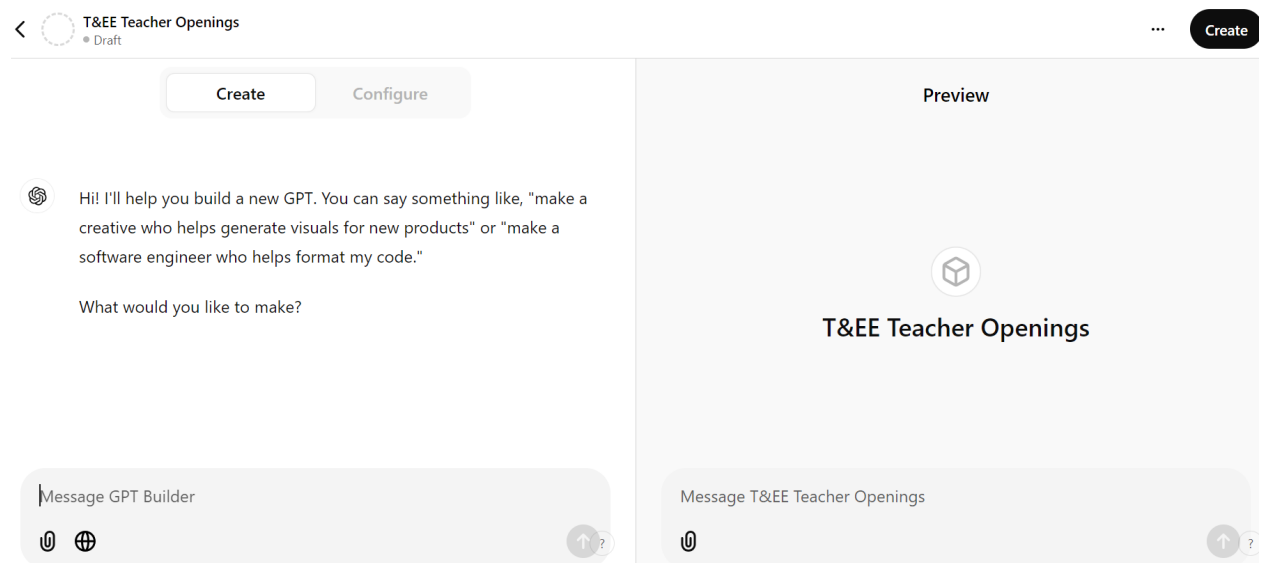 T&EE Teacher Openings
Draft
Create
Create
Configure
Preview
Hi! I'll help you build a new GPT. You can say something like, "make a
creative who helps generate visuals for new products" or "make a
software engineer who helps format my code."
What would you like to make?
T&EE Teacher Openings
Message GPT Builder
?
Message T&EE Teacher Openings
?